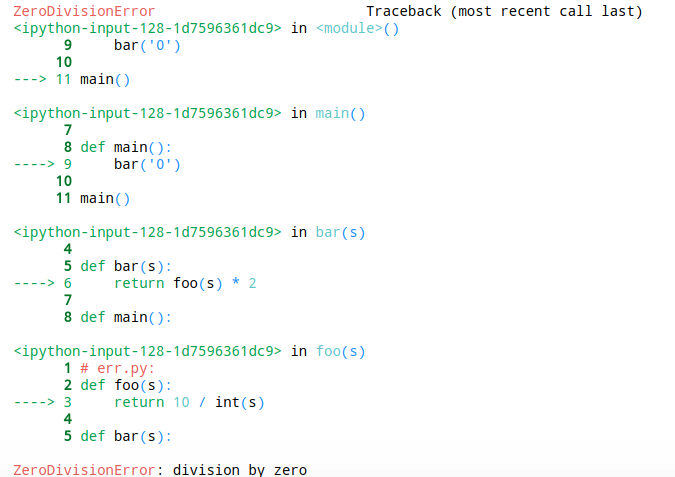 ZeroDivisionError                         Traceback (most recent call last)
<ipython-input-128-1d7596361dc9> in <module>()
      9     bar('0')
     10
---> 11 main()

<ipython-input-128-1d7596361dc9> in main()
      7
      8 def main():
----> 9     bar('0')
     10
     11 main()

<ipython-input-128-1d7596361dc9> in bar(s)
      4
      5 def bar(s):
----> 6     return foo(s) * 2
      7
      8 def main():

<ipython-input-128-1d7596361dc9> in foo(s)
      1 # err.py:
      2 def foo(s):
----> 3     return 10 / int(s)
      4
      5 def bar(s):

ZeroDivisionError: division by zero